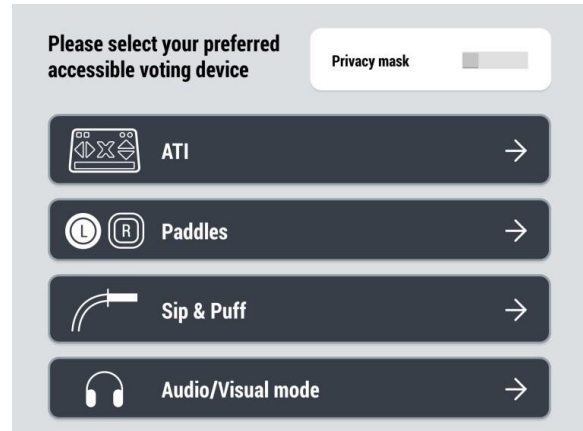 Please select your preferred
accessible voting device
Privacy mask
ATI
L R Paddles
Sip & Puff
Audio/Visual mode